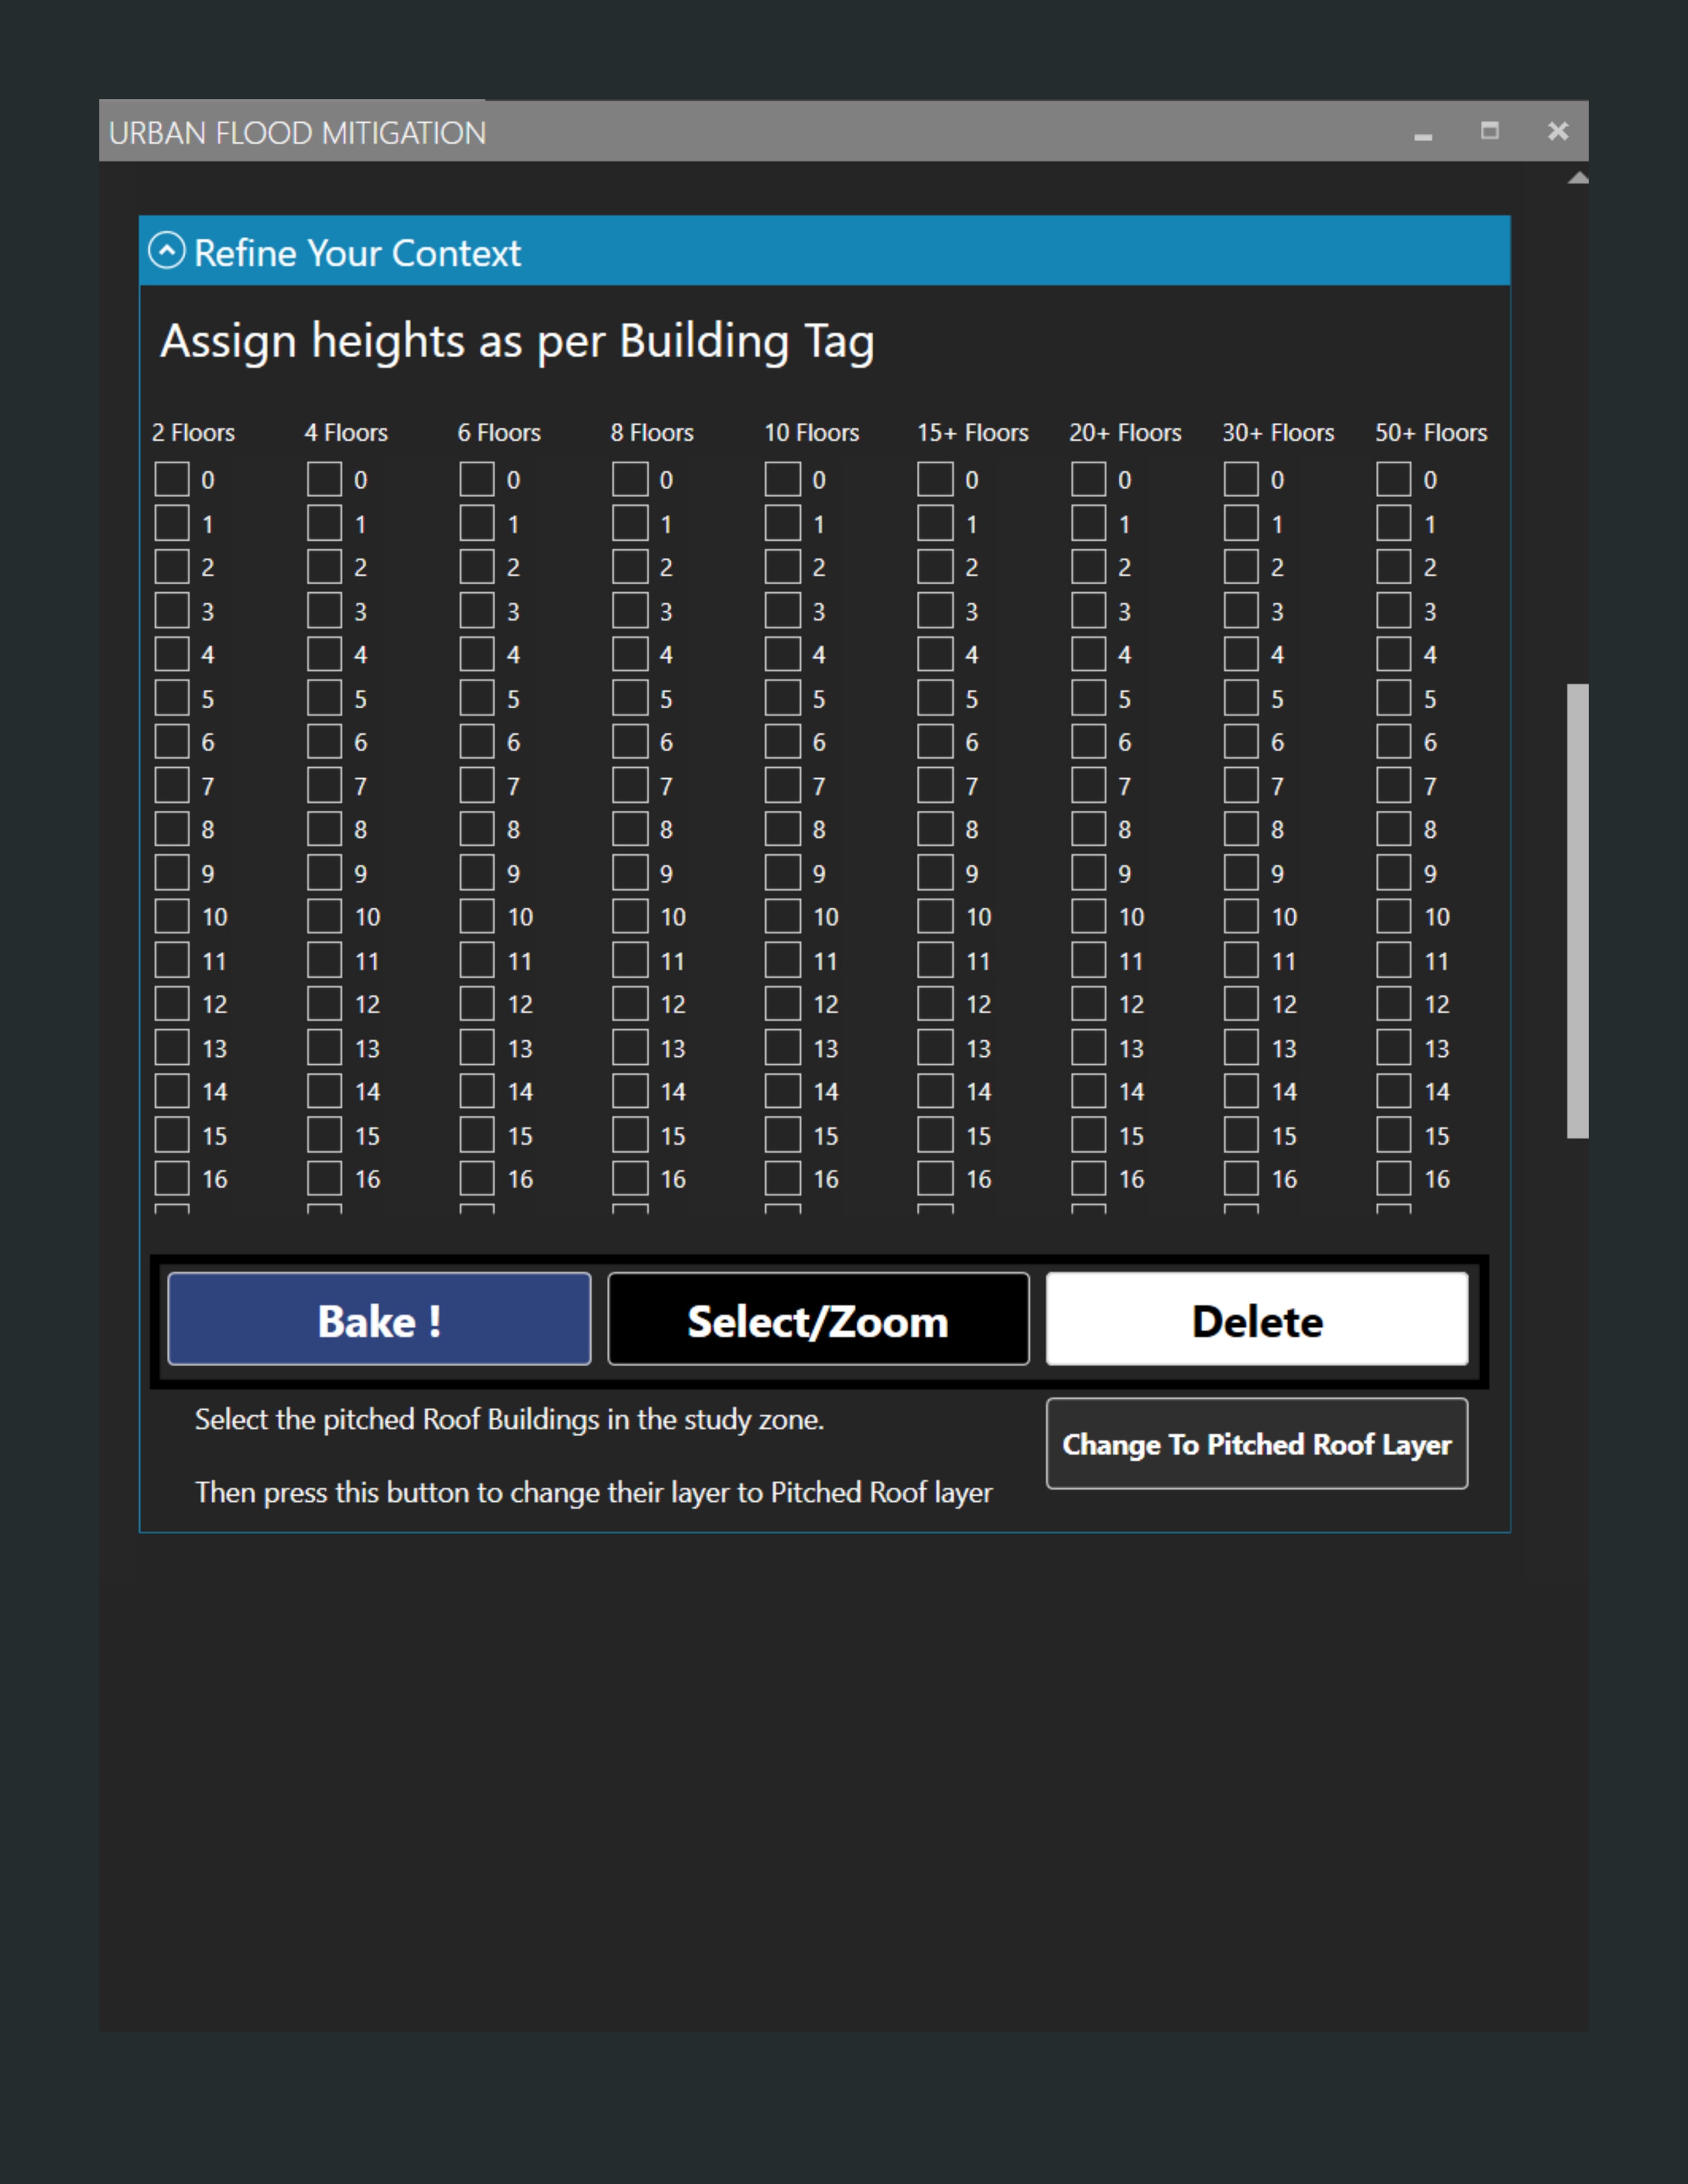 URBAN FLOOD MITIGATION
Refine Your Context
Assign heights as per Building Tag
2 Floors 4 Floors 6 Floors 8 Floors 10 Floors 15+ Floors 20+ Floors 30+ Floors 50+ Floors
0 0 0 0 0 0 0 0 0
1 1 1 1 1 1 1 1 1
2 2 2 2 2 2 2 2 2
3 3 3 3 3 3 3 3 3
4 4 4 4 4 4 4 4 4
5 5 5 5 5 5 5 5 5
6 6 6 6 6 6 6 6 6
7 7 7 7 7 7 7 7 7
8 8 8 8 8 8 8 8 8
9 9 9 9 9 9 9 9 9
10 10 10 10 10 10 10 10 10
11 11 11 11 11 11 11 11 11
12 12 12 12 12 12 12 12 12
13 13 13 13 13 13 13 13 13
14 14 14 14 14 14 14 14 14
15 15 15 15 15 15 15 15 15
16 16 16 16 16 16 16 16 16
Bake ! Select/Zoom Delete
Select the pitched Roof Buildings in the study zone.
Change To Pitched Roof Layer
Then press this button to change their layer to Pitched Roof layer